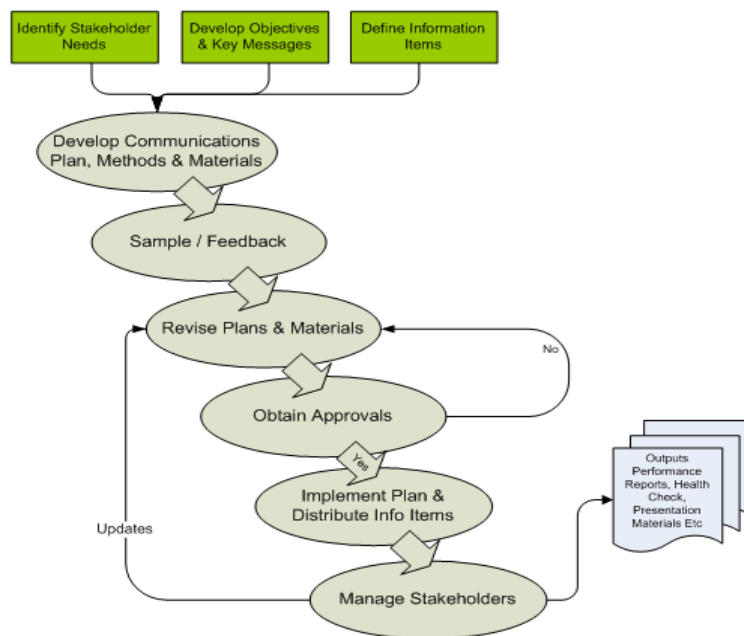 Identify Stakeholder
Needs
Develop Objectives
& Key Messages
Define Information
Items
Develop Communications
Plan, Methods & Materials
Sample / Feedback
Revise Plans & Materials
No
Obtain Approvals
Yes
Implement Plan &
Distribute Info Items
Updates
Manage Stakeholders
Outputs
Performance
Reports, Health
Check,
Presentation
Materials Etc